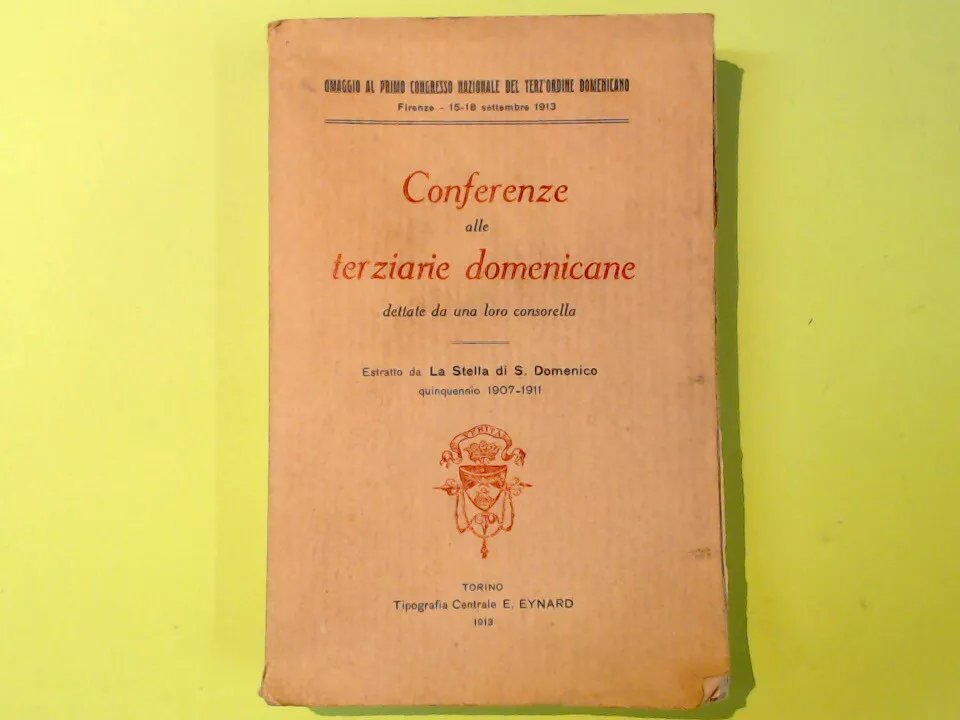 OMAGGIO AL PRIMO CONGRESSO NAZIONALE DEL TERZ'ORDINE DOMENICANO
Firenze - 15-18 settembre 1913
Conferenze
alle
terziarie domenicane
dettate da una loro consorella
Estratto da La Stella di S. Domenico
quinquennio 1907-1911
VERITAS
TORINO
Tipografia Centrale E. EYNARD
1913